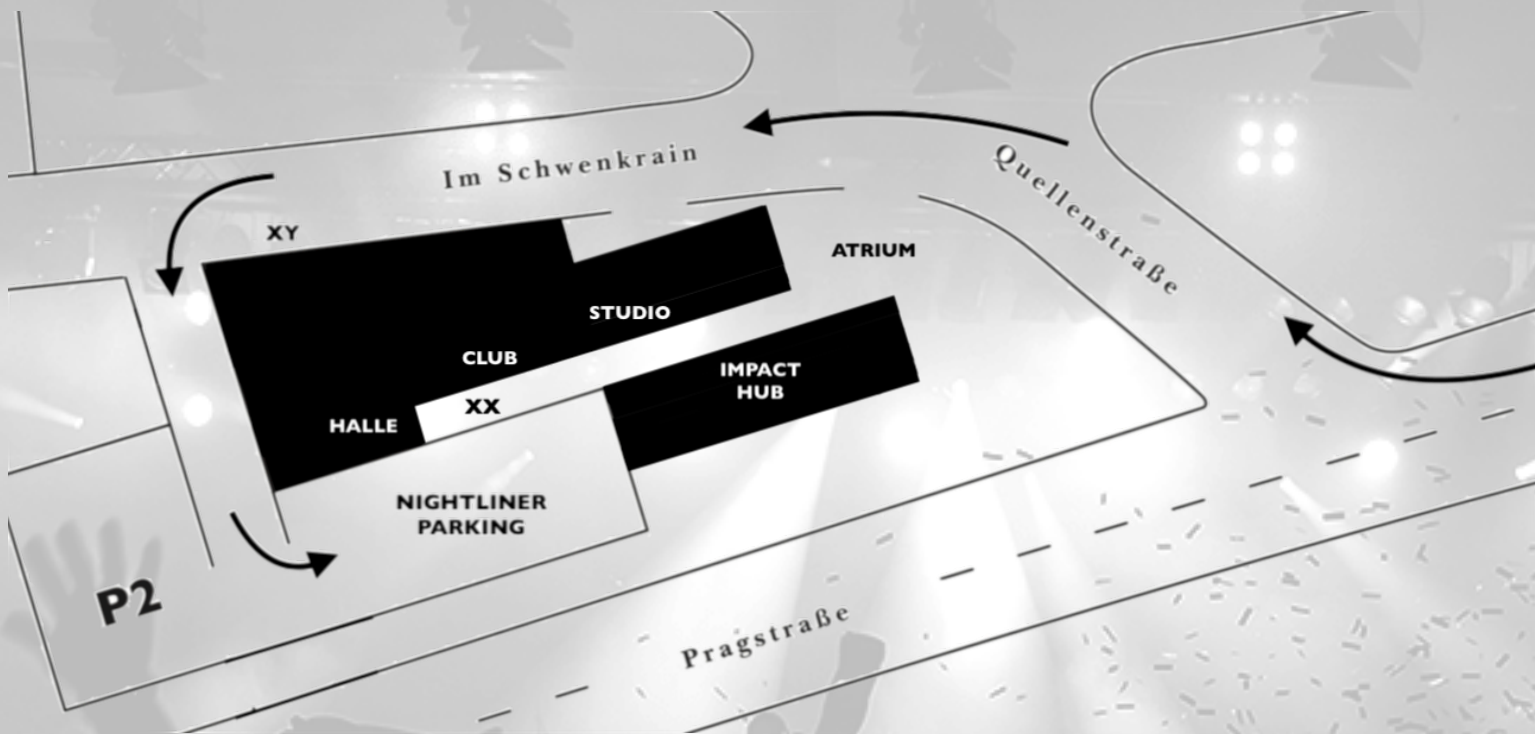 Im Schwenkrain
Quellenstraße
XY
ATRIUM
STUDIO
CLUB
IMPACT
HUB
XX
HALLE
NIGHTLINER
PARKING
P2
Pragstraße